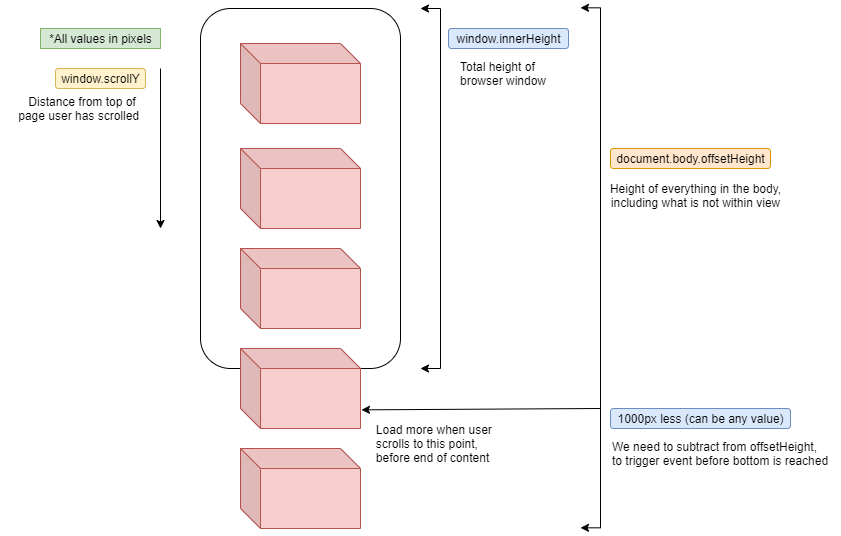 *All values in pixels
window.scrollY
Distance from top of
page user has scrolled
window.innerHeight
Total height of
browser window
document.body.offsetHeight
Height of everything in the body,
including what is not within view
1000px less (can be any value)
We need to subtract from offsetHeight,
to trigger event before bottom is reached
Load more when user
scrolls to this point,
before end of content